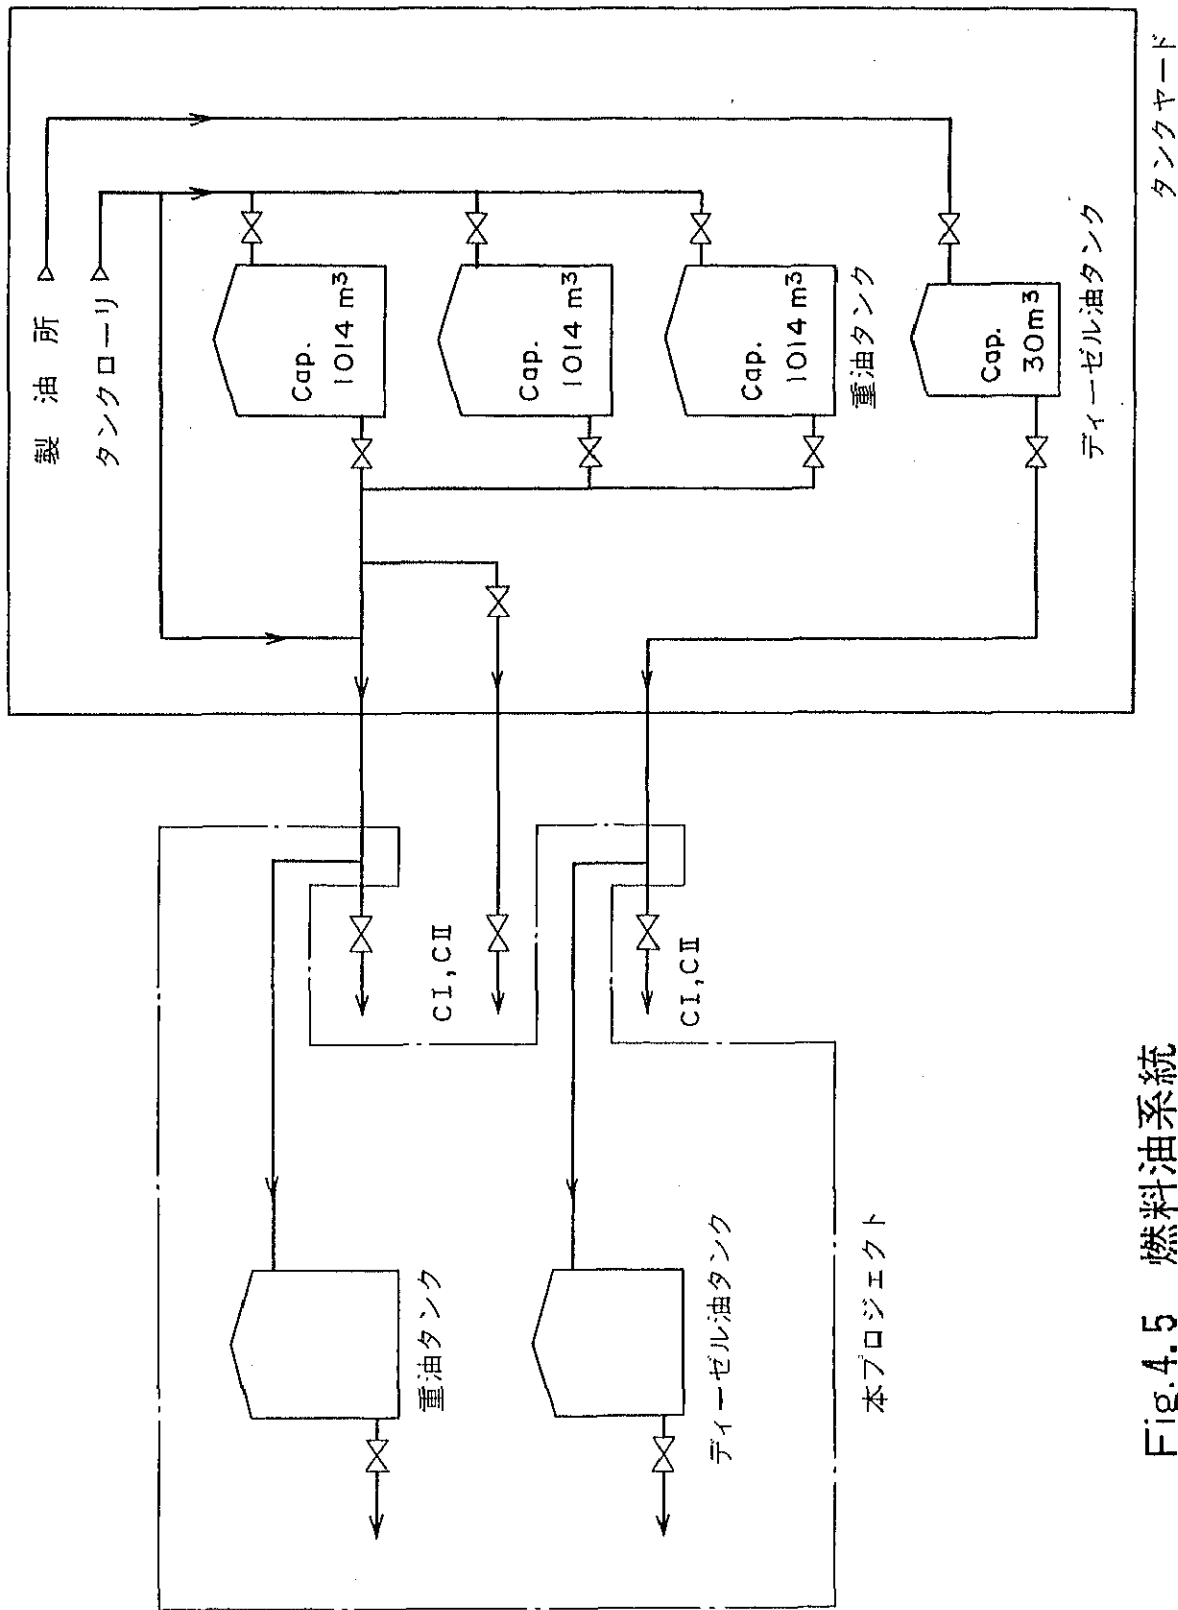 製油所
タンクローリ
Cap.
1014 m³
Cap.
1014 m³
Cap.
1014 m³
重油タンク
Cap.
30m³
ディーゼル油タンク
タンクヤード
CI,CII
CI,CII
重油タンク
ディーゼル油タンク
本プロジェクト
Fig.4.5 燃料油系統